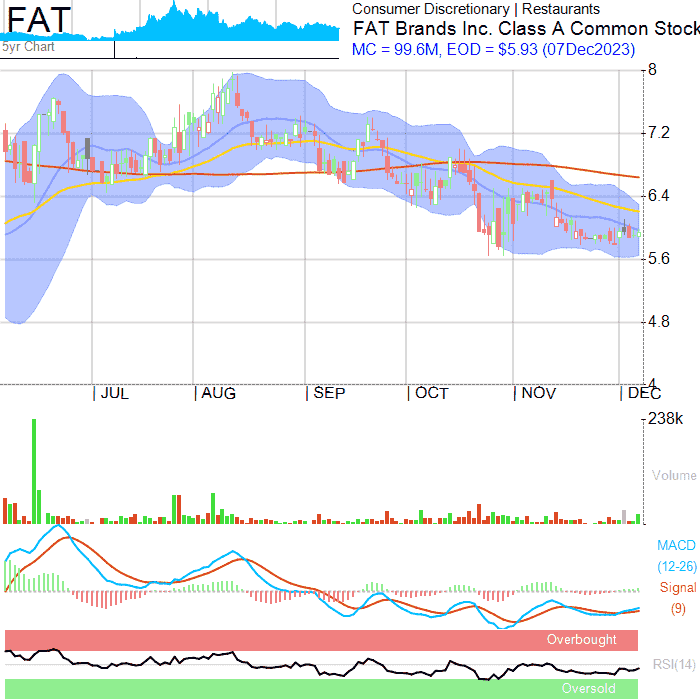 FAT
5yr Chart
Consumer Discretionary | Restaurants
FAT Brands Inc. Class A Common Stock
MC = 99.6M, EOD = $5.93 (07Dec2023)
8
7.2
6.4
5.6
4.8
4
JUL AUG SEP OCT NOV DEC
238k
Volume
MACD
(12-26)
Signal
(9)
Overbought
RSI(14)
Oversold